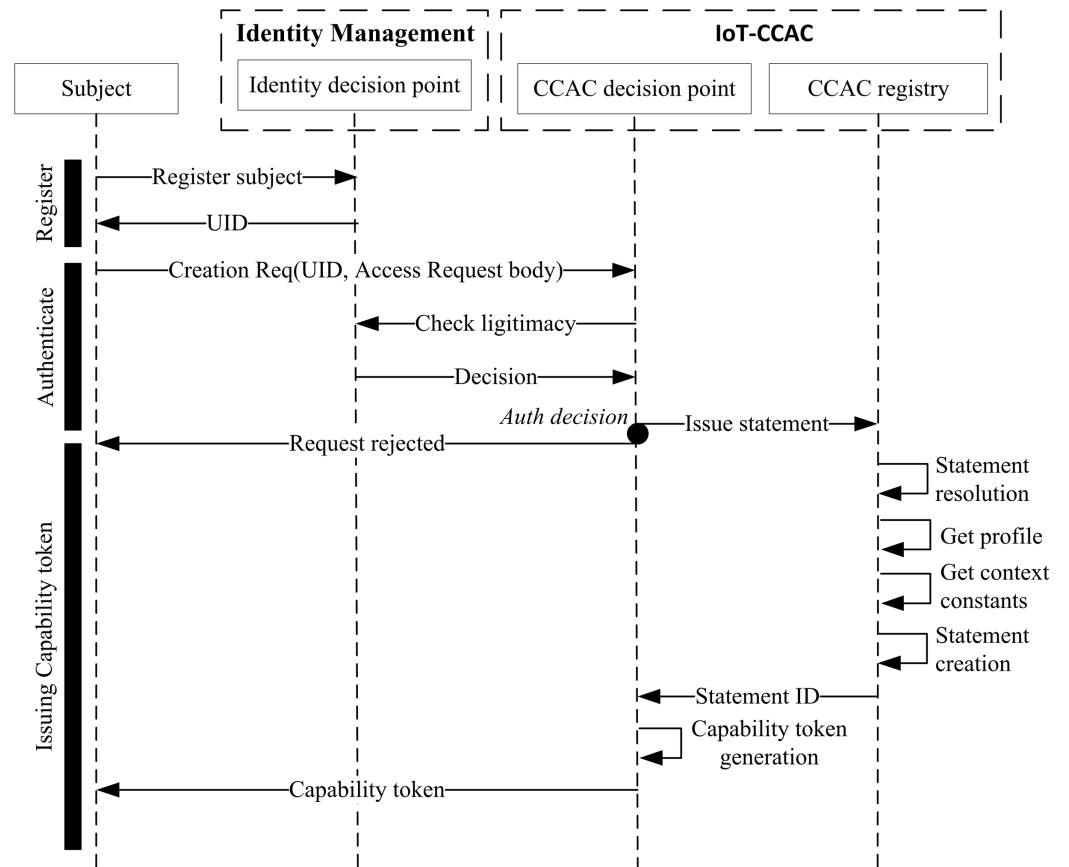 Identity Management
IoT-CCAC
Subject
Identity decision point
CCAC decision point
CCAC registry
Register
Register subject
UID
Authenticate
Creation Req(UID, Access Request body)
Check ligitimacy
Decision
Auth decision
Issue statement
Request rejected
Issuing Capability token
Statement
resolution
Get profile
Get context
constants
Statement
creation
Statement ID
Capability token
generation
Capability token